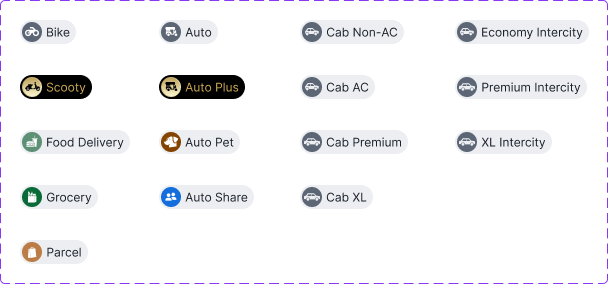 Bike
Auto
Cab Non-AC
Economy Intercity
Scooty
Auto Plus
Cab AC
Premium Intercity
Food Delivery
Auto Pet
Cab Premium
XL Intercity
Grocery
Auto Share
Cab XL
Parcel